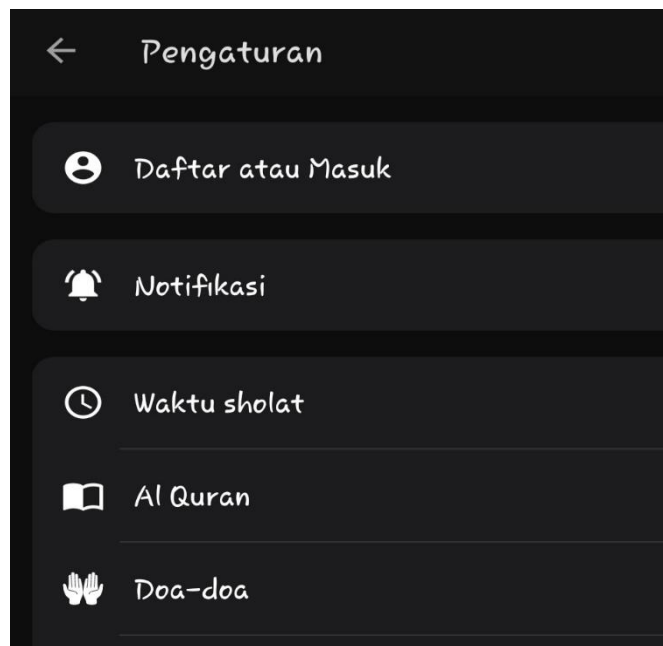 Pengaturan
Daftar atau Masuk
Notifikasi
Waktu sholat
Al Quran
Doa-doa